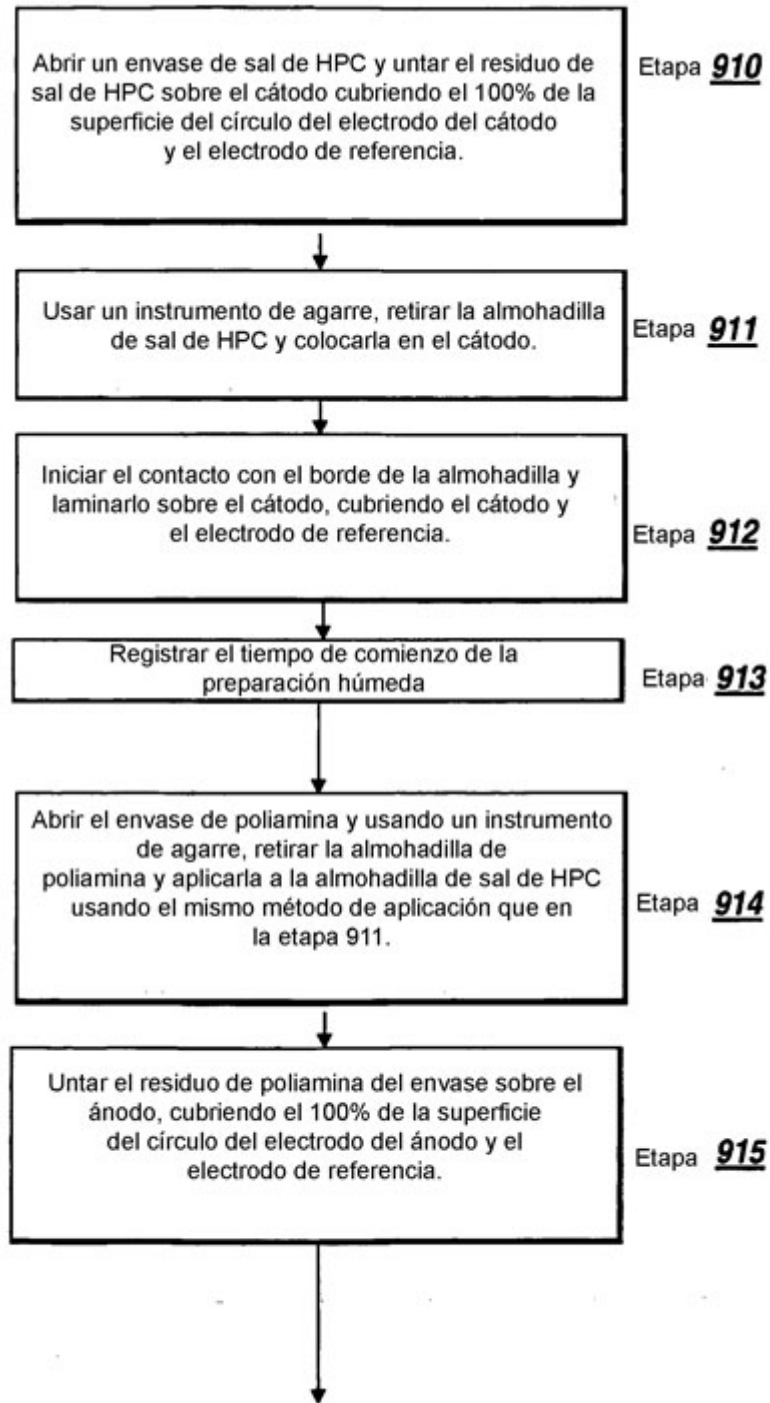 Abrir un envase de sal de HPC y untar el residuo de
sal de HPC sobre el cátodo cubriendo el 100% de la
superficie del círculo del electrodo del cátodo
y el electrodo de referencia.
Etapa 910
Usar un instrumento de agarre, retirar la almohadilla
de sal de HPC y colocarla en el cátodo.
Etapa 911
Iniciar el contacto con el borde de la almohadilla y
laminarlo sobre el cátodo, cubriendo el cátodo y
el electrodo de referencia.
Etapa 912
Registrar el tiempo de comienzo de la
preparación húmeda
Etapa 913
Abrir el envase de poliamina y usando un instrumento
de agarre, retirar la almohadilla de
poliamina y aplicarla a la almohadilla de sal de HPC
usando el mismo método de aplicación que en
la etapa 911.
Etapa 914
Untar el residuo de poliamina del envase sobre el
ánodo, cubriendo el 100% de la superficie
del círculo del electrodo del ánodo y el
electrodo de referencia.
Etapa 915